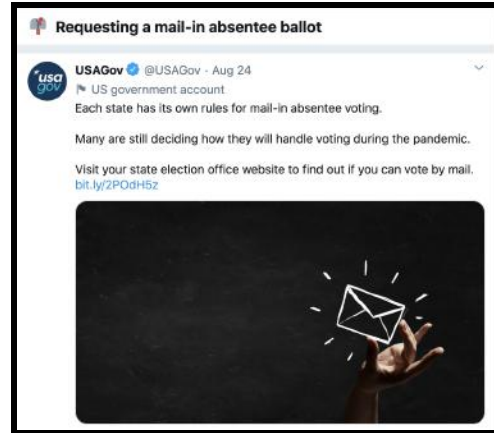 Requesting a mail-in absentee ballot
USAGov @USAGov · Aug 24
US government account
Each state has its own rules for mail-in absentee voting.
Many are still deciding how they will handle voting during the pandemic.
Visit your state election office website to find out if you can vote by mail.
bit.ly/2POdH5z
usa
gov